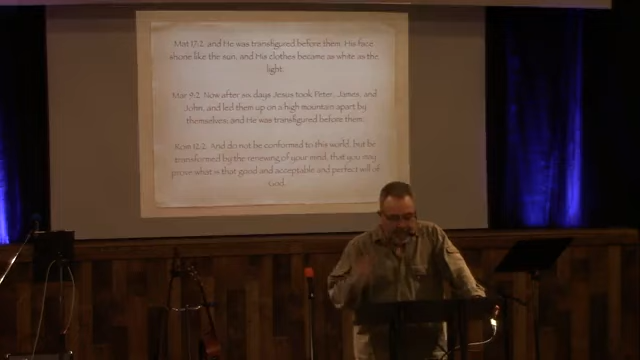 Mat 17:2 and He was transfigured before them. His face
shone like the sun, and His clothes became as white as the
light.
Mar 9:2 Now after six days Jesus took Peter, James, and
John, and led them up on a high mountain apart by
themselves; and He was transfigured before them.
Rom 12:2 And do not be conformed to this world, but be
transformed by the renewing of your mind, that you may
prove what is that good and acceptable and perfect will of
God.